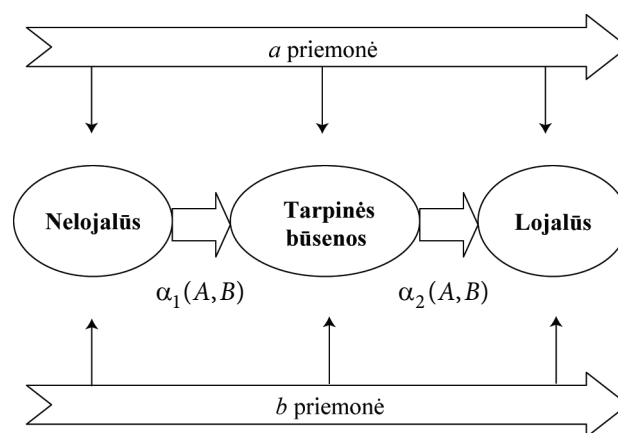 a priemonė
Nelojalūs
Tarpinės
būsenos
Lojalūs
α₁(A, B)
α₂(A, B)
b priemonė